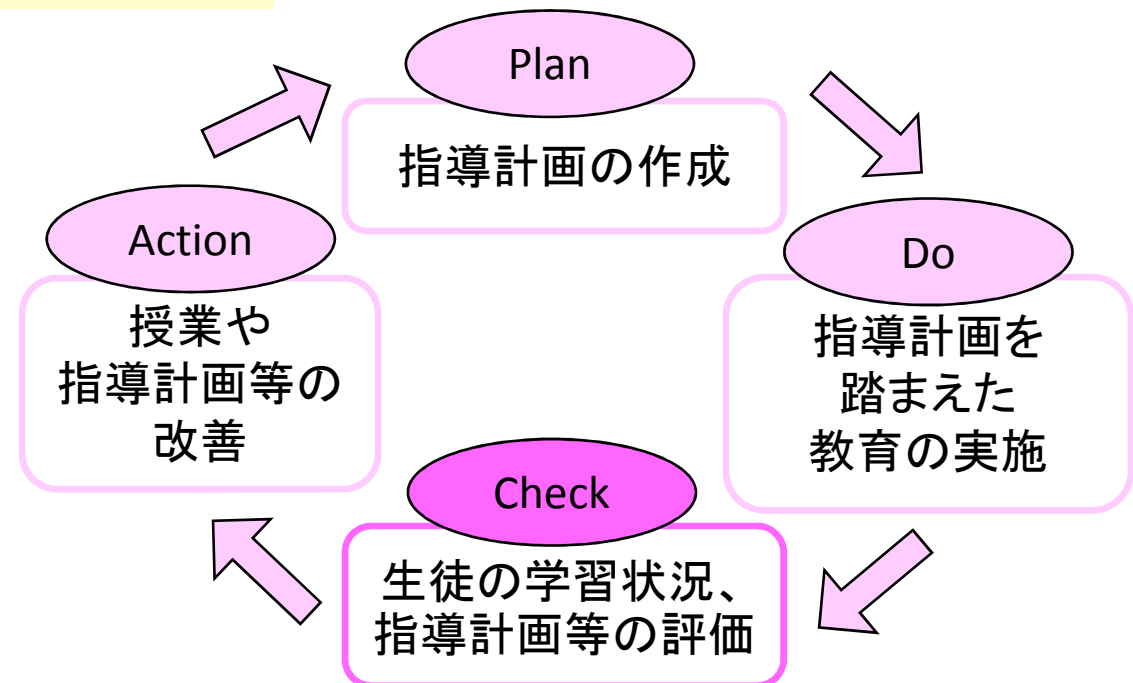 Plan
指導計画の作成
Do
指導計画を
踏まえた
教育の実施
Check
生徒の学習状況、
指導計画等の評価
Action
授業や
指導計画等の
改善